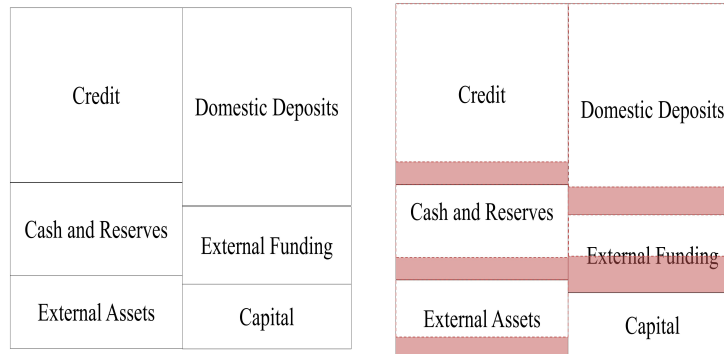 Credit
Domestic Deposits
Cash and Reserves
External Funding
External Assets
Capital
Credit
Domestic Deposits
Cash and Reserves
External Funding
External Assets
Capital